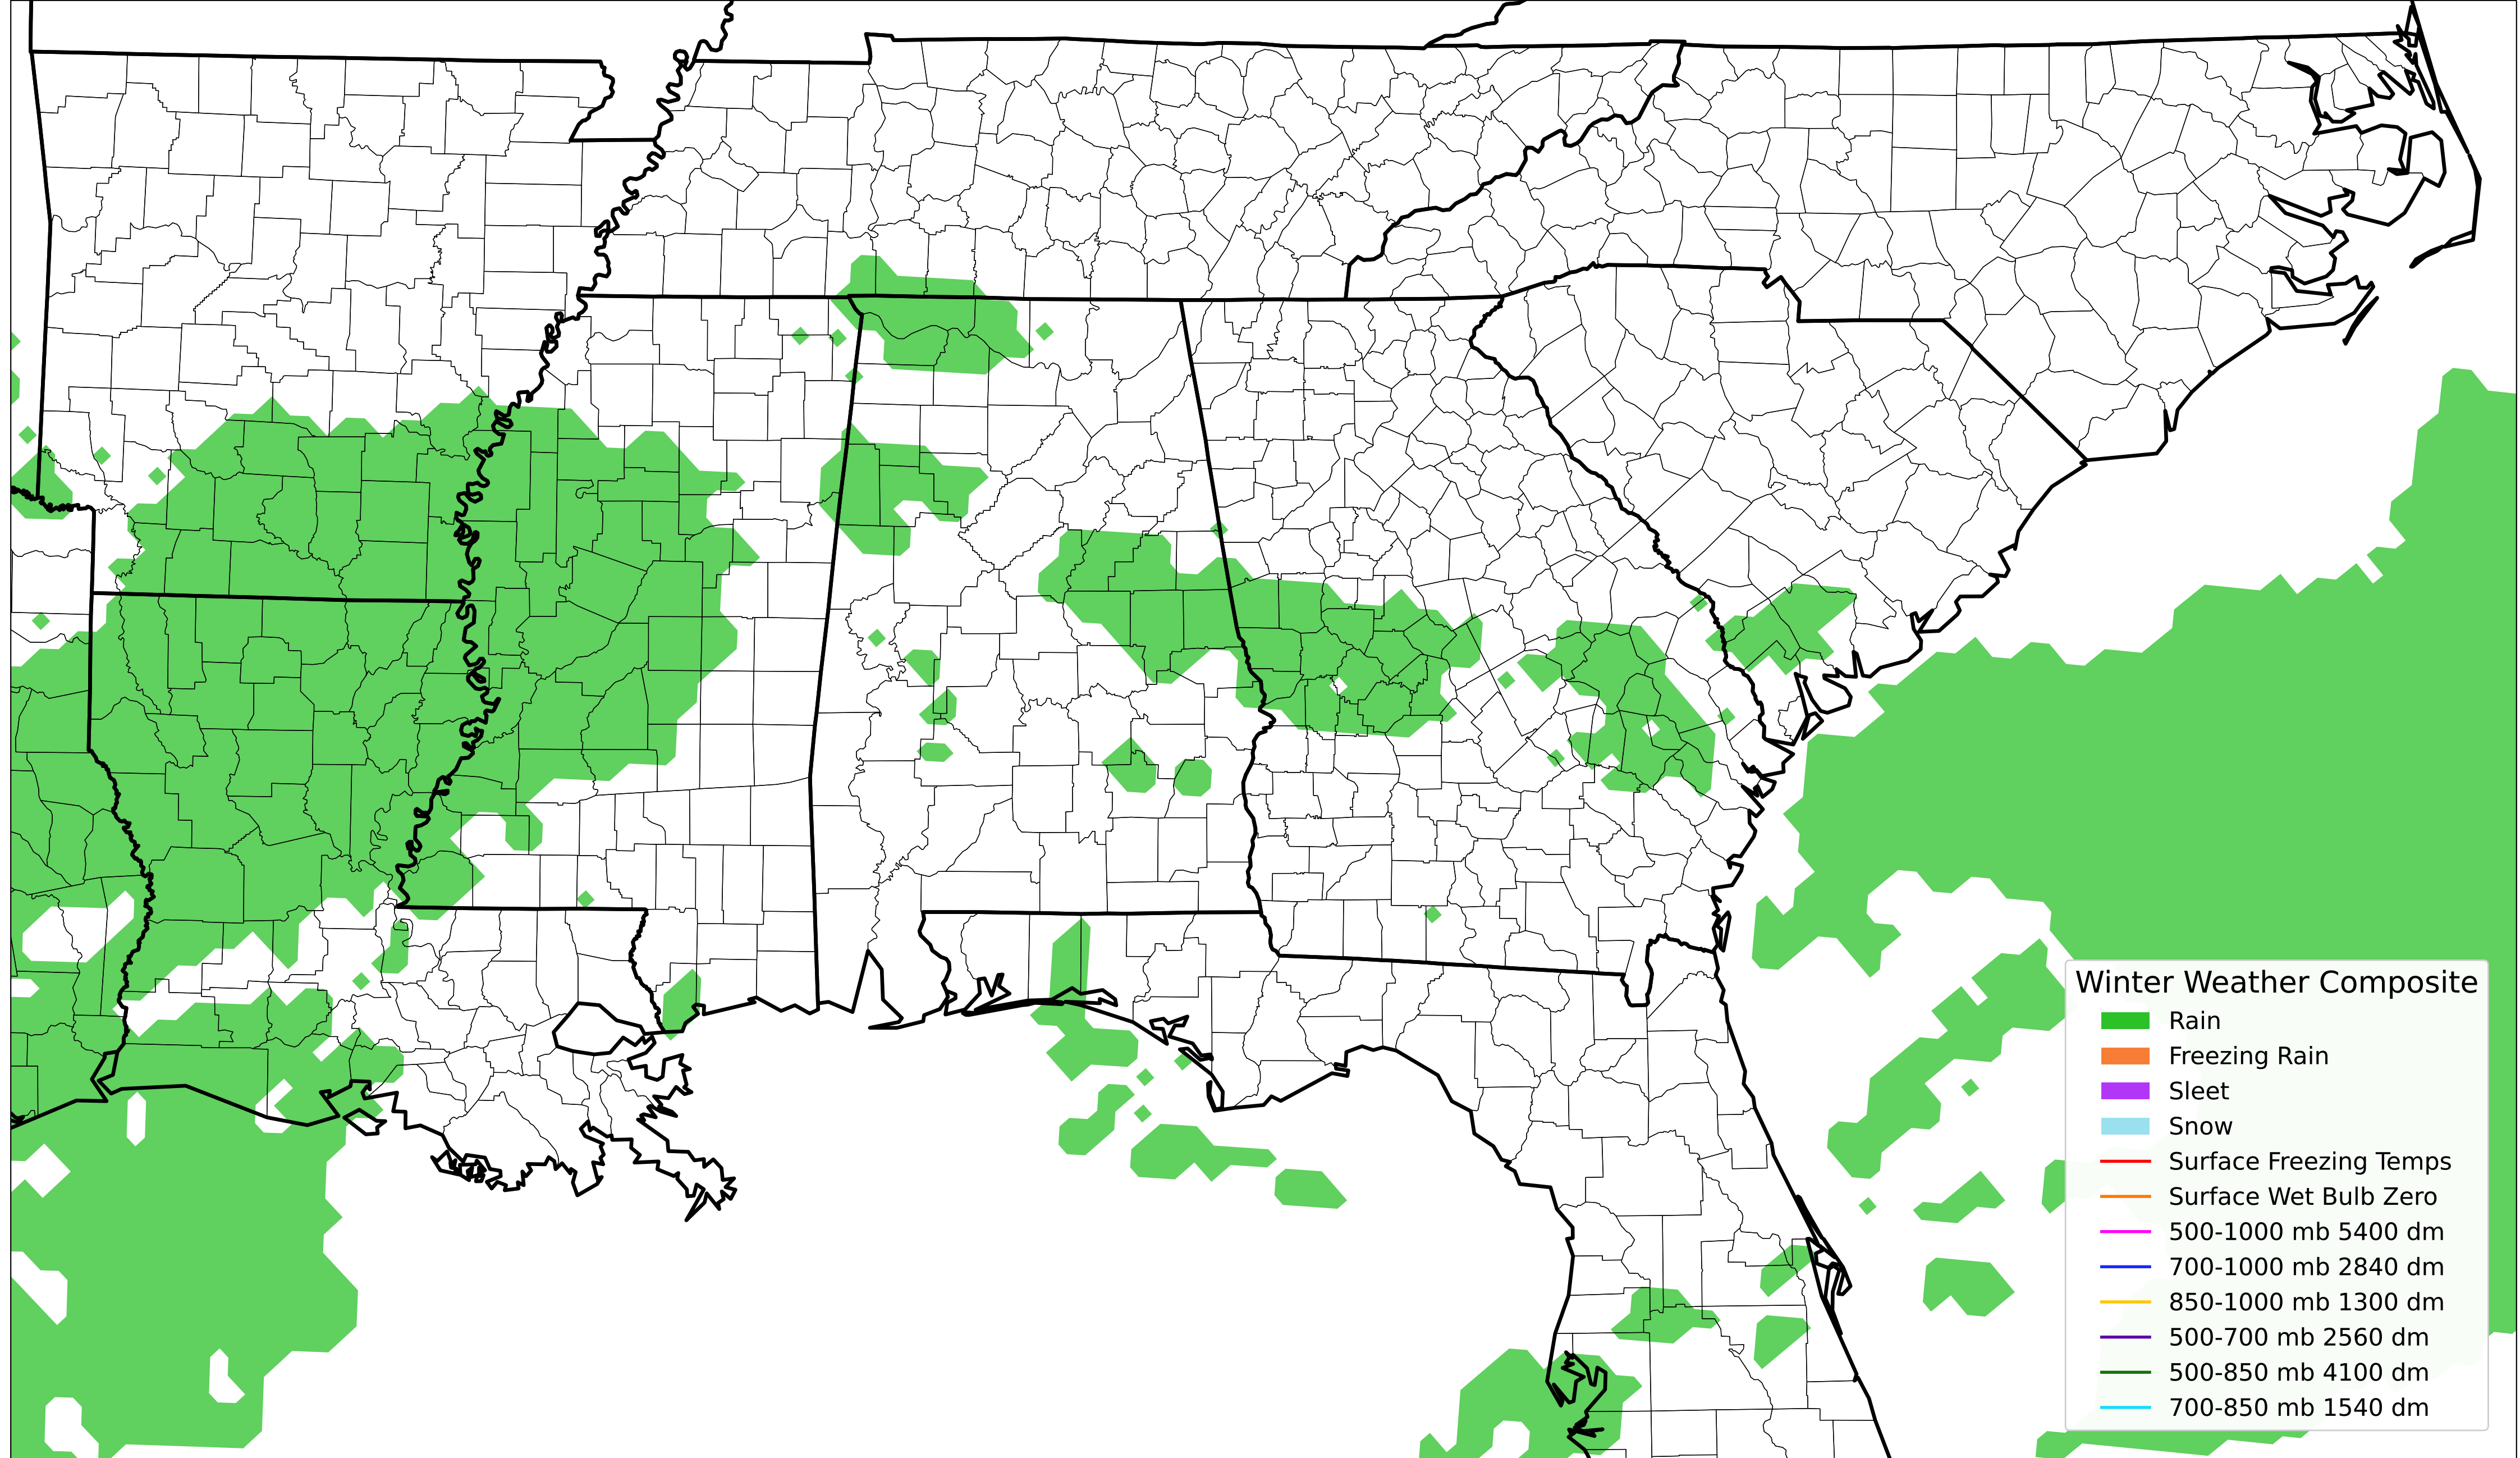 Winter Weather Composite
Rain
Freezing Rain
Sleet
Snow
Surface Freezing Temps
Surface Wet Bulb Zero
500-1000 mb 5400 dm
700-1000 mb 2840 dm
850-1000 mb 1300 dm
500-700 mb 2560 dm
500-850 mb 4100 dm
700-850 mb 1540 dm